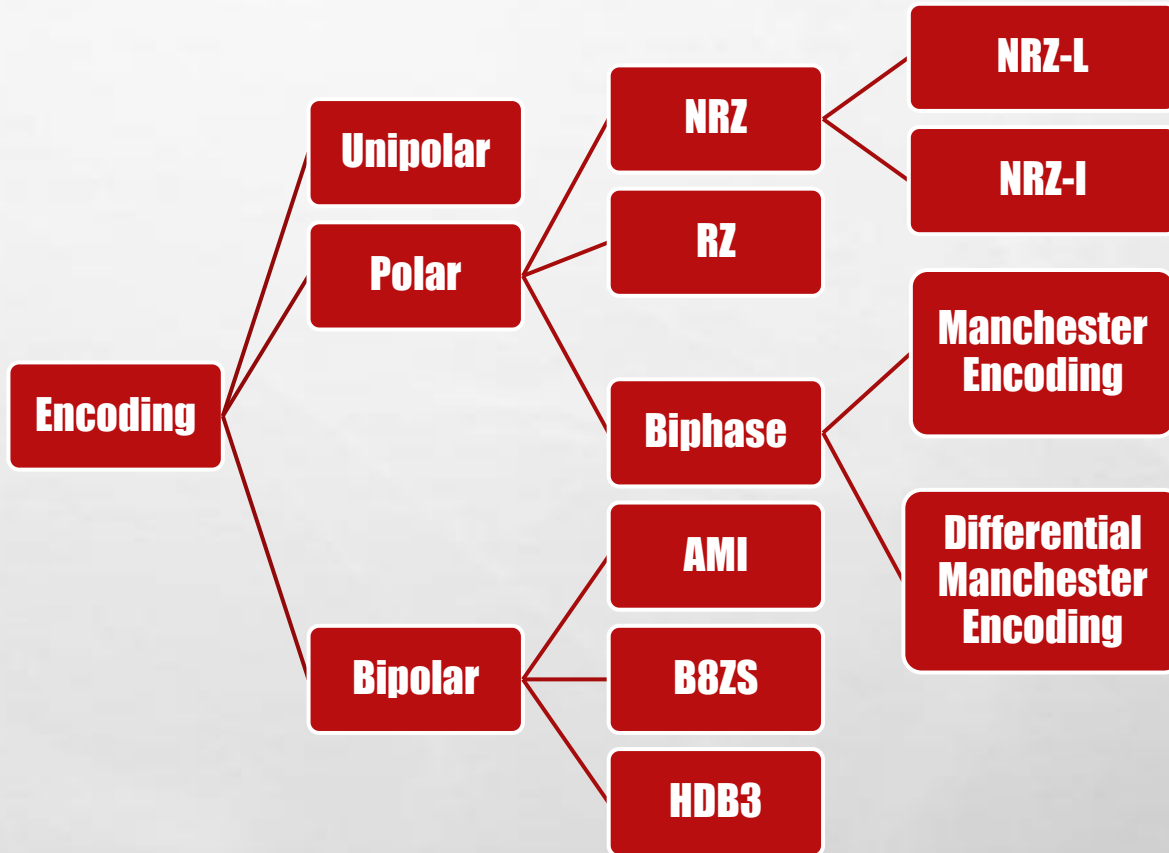 Encoding
Unipolar
Polar
NRZ
NRZ-L
NRZ-I
RZ
Biphase
Manchester
Encoding
Differential
Manchester
Encoding
Bipolar
AMI
B8ZS
HDB3